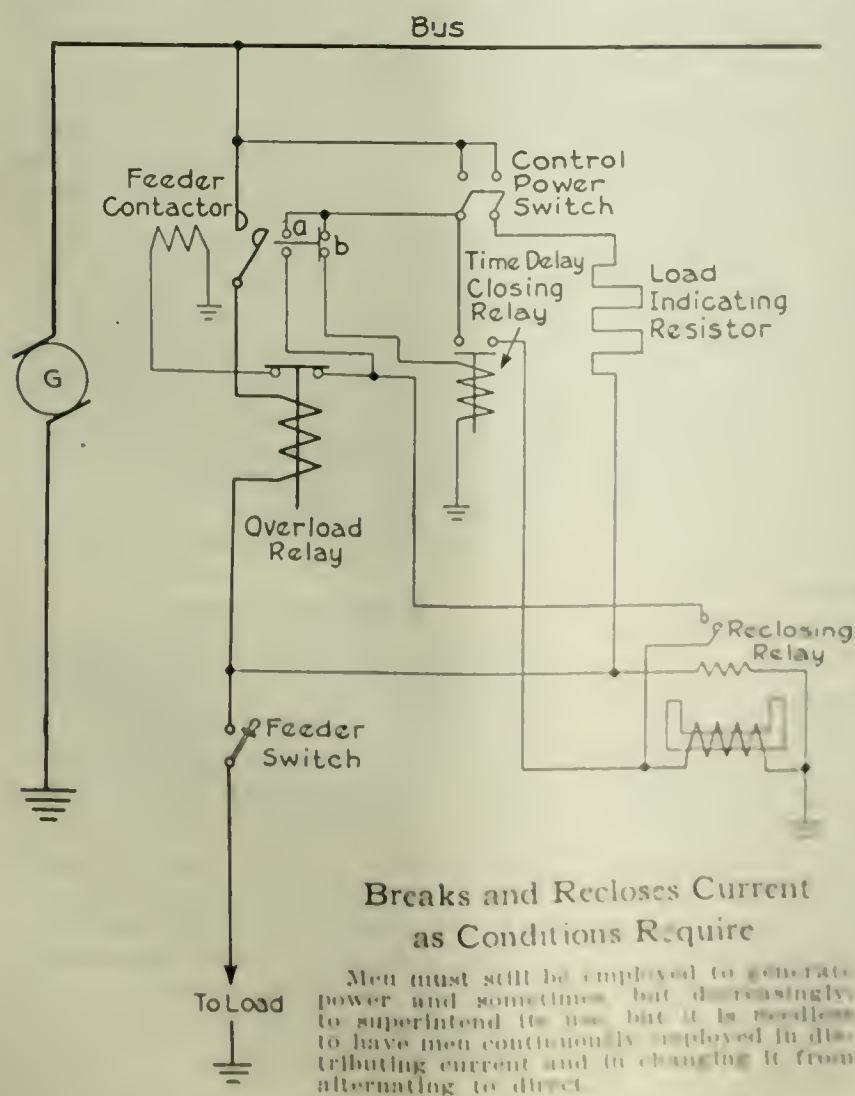 Bus
Feeder
Contactor
a
b
Control
Power
Switch
Time Delay
Closing
Relay
Load
Indicating
Resistor
G
Overload
Relay
Reclosing
Relay
Feeder
Switch
To Load
Breaks and Recloses Current
as Conditions Require
Men must still be employed to generate
power and sometimes, but decreasingly,
to superintend its use, but it is needless
to have men continuously employed in dis-
tributing current and in changing it from
alternating to direct.